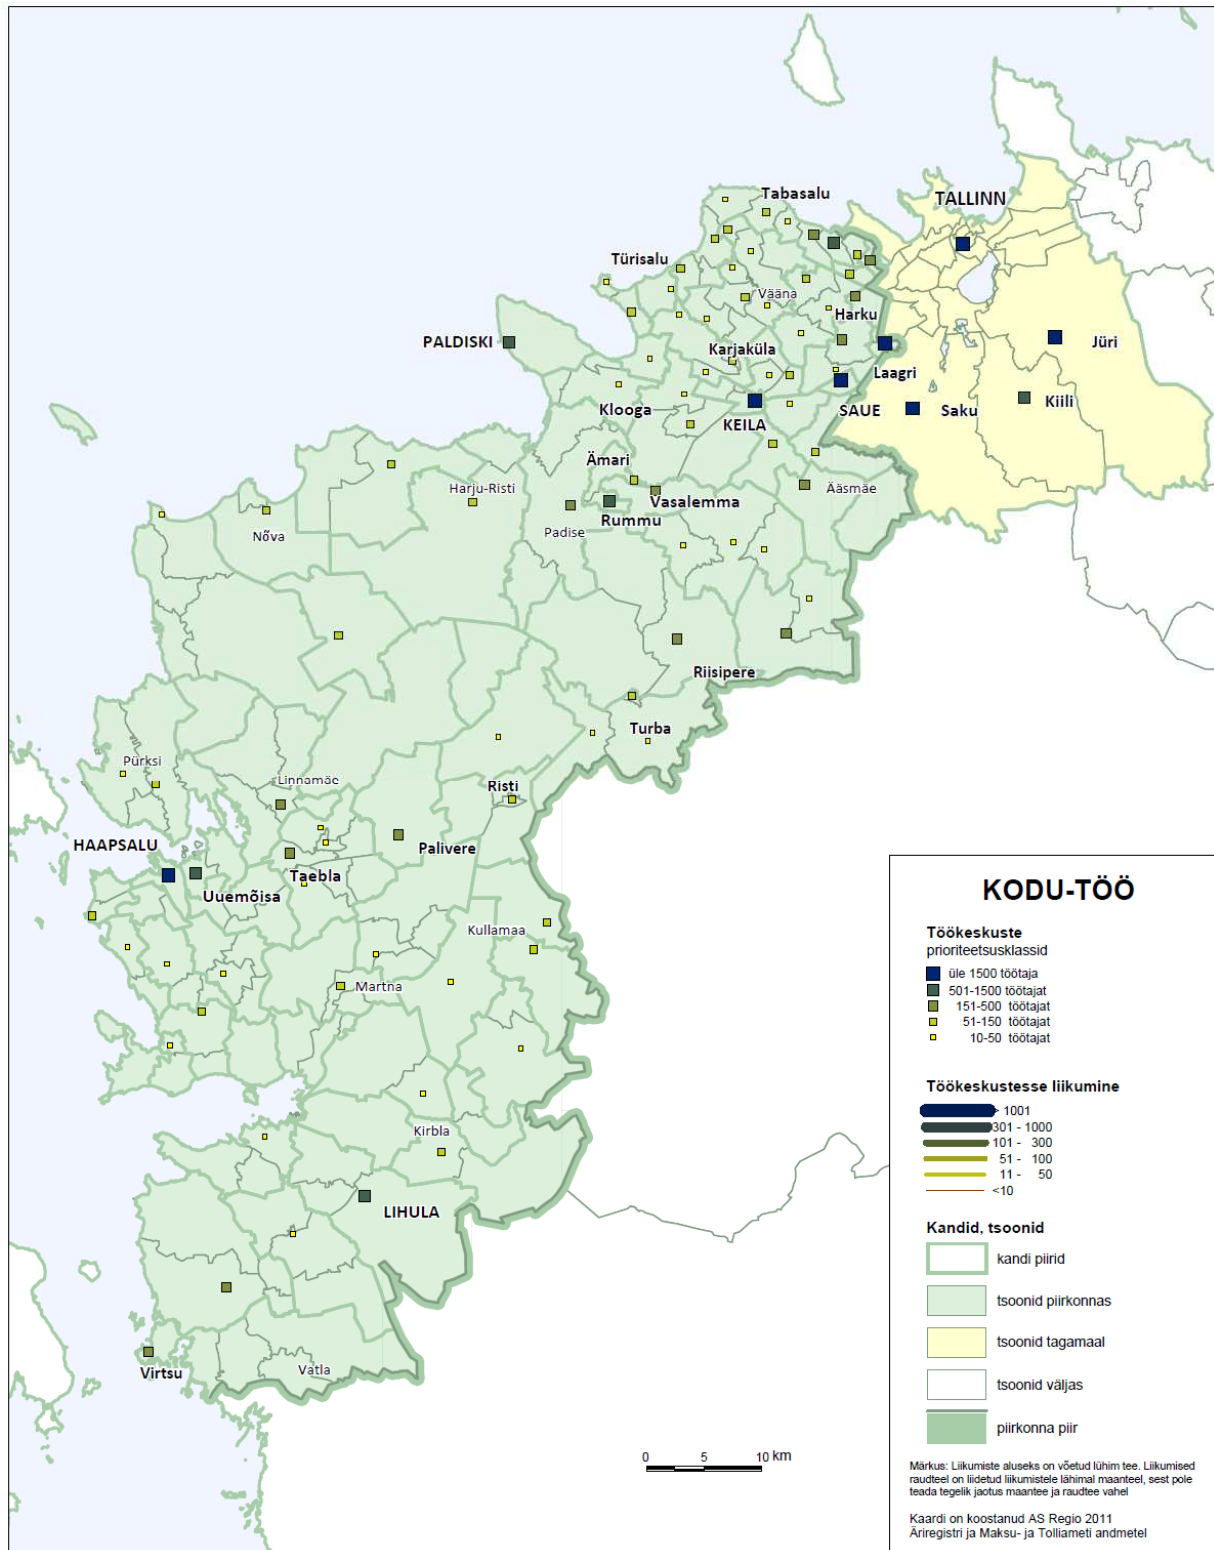 TALLINN
Tabasalu
Türisalu
Vääna
Harku
PALDISKI
Karjaküla
Jüri
Laagri
Klooga
KEILA
SAUE
Saku
Kiili
Ämari
Harju-Risti
Vasalemma
Ääsmäe
Rummu
Padise
Nõva
Riisipere
Turba
Pürksi
Linnamäe
Risti
HAAPSALU
Palivere
Taebla
Uuemõisa
Kullamaa
Martna
Kirbla
LIHULA
Virtsu
Vatla
0 5 10 km
KODU-TÖÖ
Töökeskuste
prioriteetsusklassid
üle 1500 töötaja
501-1500 töötajat
151-500 töötajat
51-150 töötajat
10-50 töötajat
Töökeskustesse liikumine
> 1001
301 - 1000
101 - 300
51 - 100
11 - 50
<10
Kandid, tsoonid
kandi piirid
tsoonid piirkonnas
tsoonid tagamaal
tsoonid väljas
piirkonna piir
Märkus: Liikumiste aluseks on võetud lühim tee. Liikumised
raudteel on liidetud liikumistele lähimal maanteel, sest pole
teada tegelik jaotus maantee ja raudtee vahel
Kaardi on koostanud AS Regio 2011
Äriregistri ja Maksu- ja Tolliameti andmetel